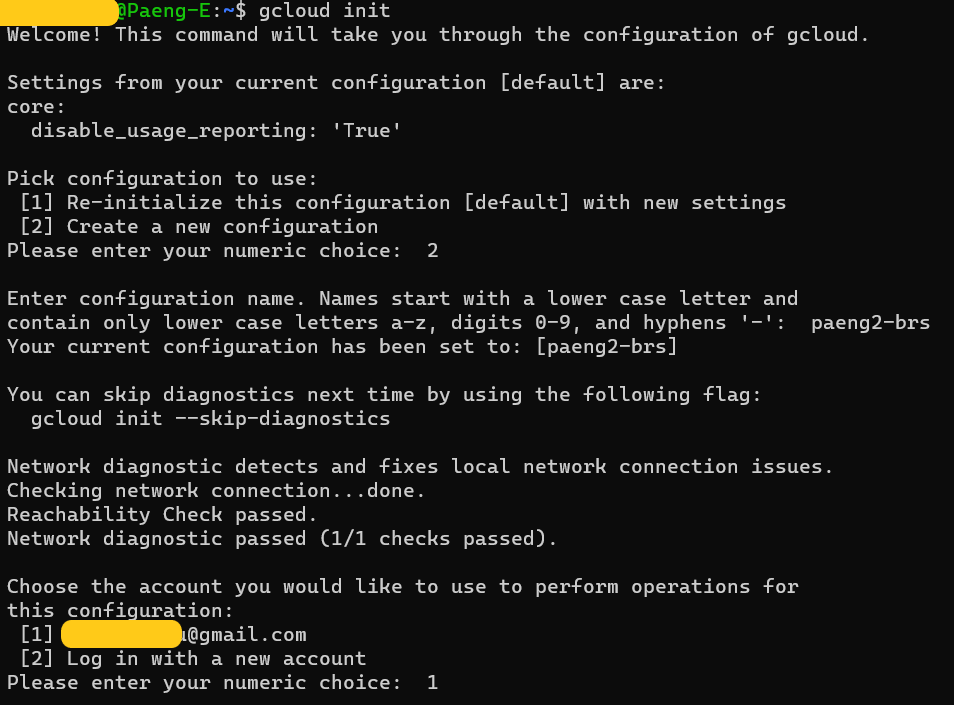 @Paeng-E:~$ gcloud init
Welcome! This command will take you through the configuration of gcloud.
Settings from your current configuration [default] are:
core:
  disable_usage_reporting: 'True'
Pick configuration to use:
 [1] Re-initialize this configuration [default] with new settings
 [2] Create a new configuration
Please enter your numeric choice:  2
Enter configuration name. Names start with a lower case letter and
contain only lower case letters a-z, digits 0-9, and hyphens '-':  paeng2-brs
Your current configuration has been set to: [paeng2-brs]
You can skip diagnostics next time by using the following flag:
  gcloud init --skip-diagnostics
Network diagnostic detects and fixes local network connection issues.
Checking network connection...done.
Reachability Check passed.
Network diagnostic passed (1/1 checks passed).
Choose the account you would like to use to perform operations for
this configuration:
 [1] @gmail.com
 [2] Log in with a new account
Please enter your numeric choice:  1